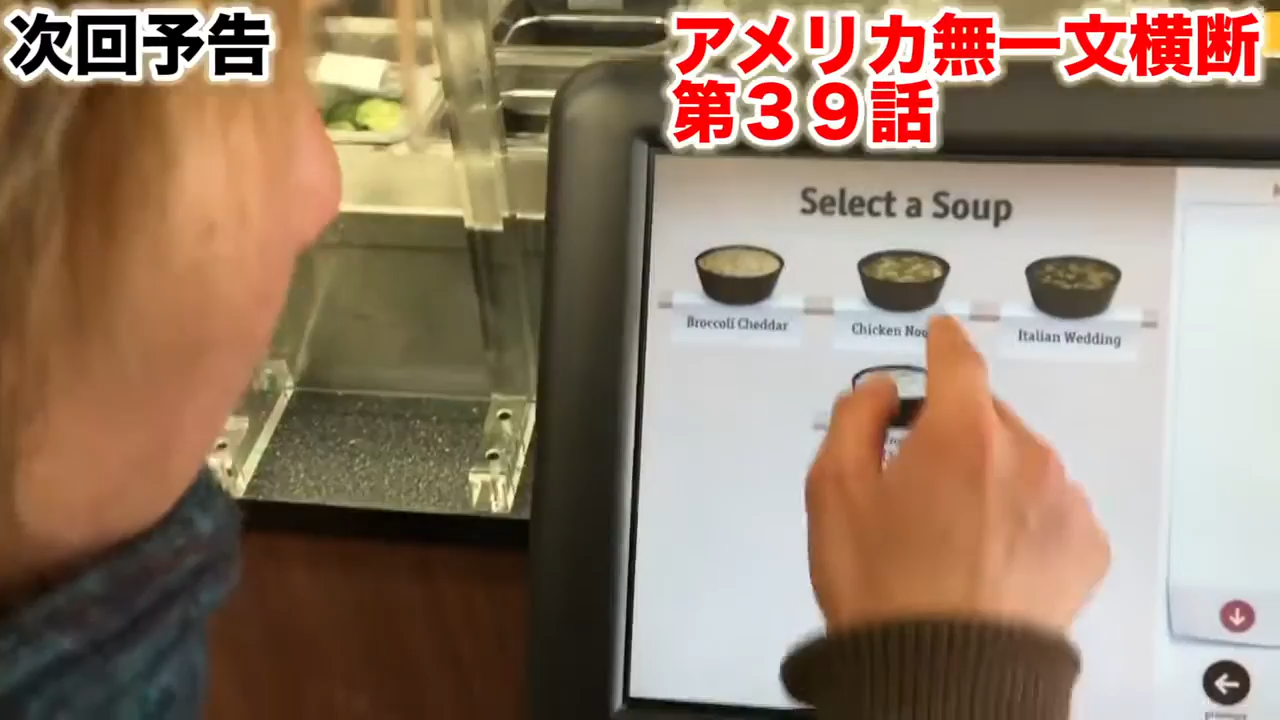 次回予告
アメリカ無一文横断
第39話
Select a Soup
Broccoli Cheddar
Chicken
Italian Wedding